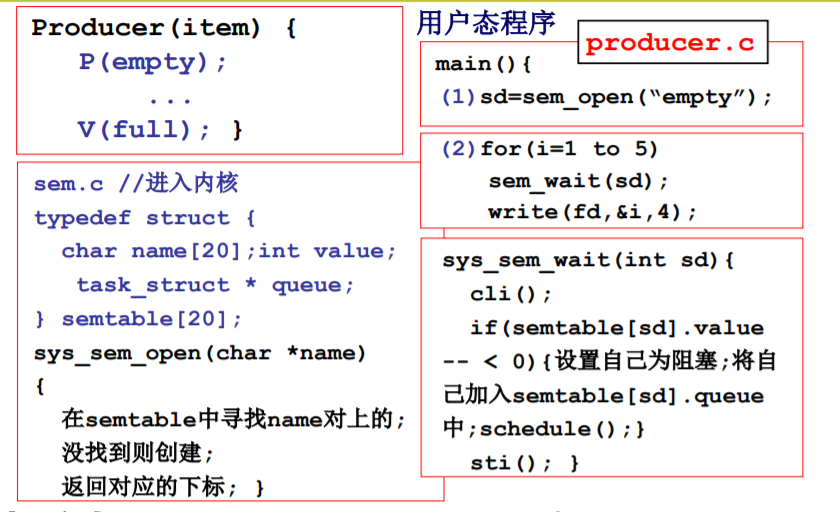 Producer(item) {
P(empty);
...
V(full); }
用户态程序
producer.c
main(){
(1)sd=sem_open(“empty”);
(2)for(i=1 to 5)
sem_wait(sd);
write(fd,&i,4);
sem.c //进入内核
typedef struct {
char name[20];int value;
task_struct * queue;
} semtable[20];
sys_sem_open(char *name)
{
在semtable中寻找name对上的;
没找到则创建;
返回对应的下标; }
sys_sem_wait(int sd){
cli();
if(semtable[sd].value
-- < 0){设置自己为阻塞;将自
己加入semtable[sd].queue
中;schedule();}
sti(); }